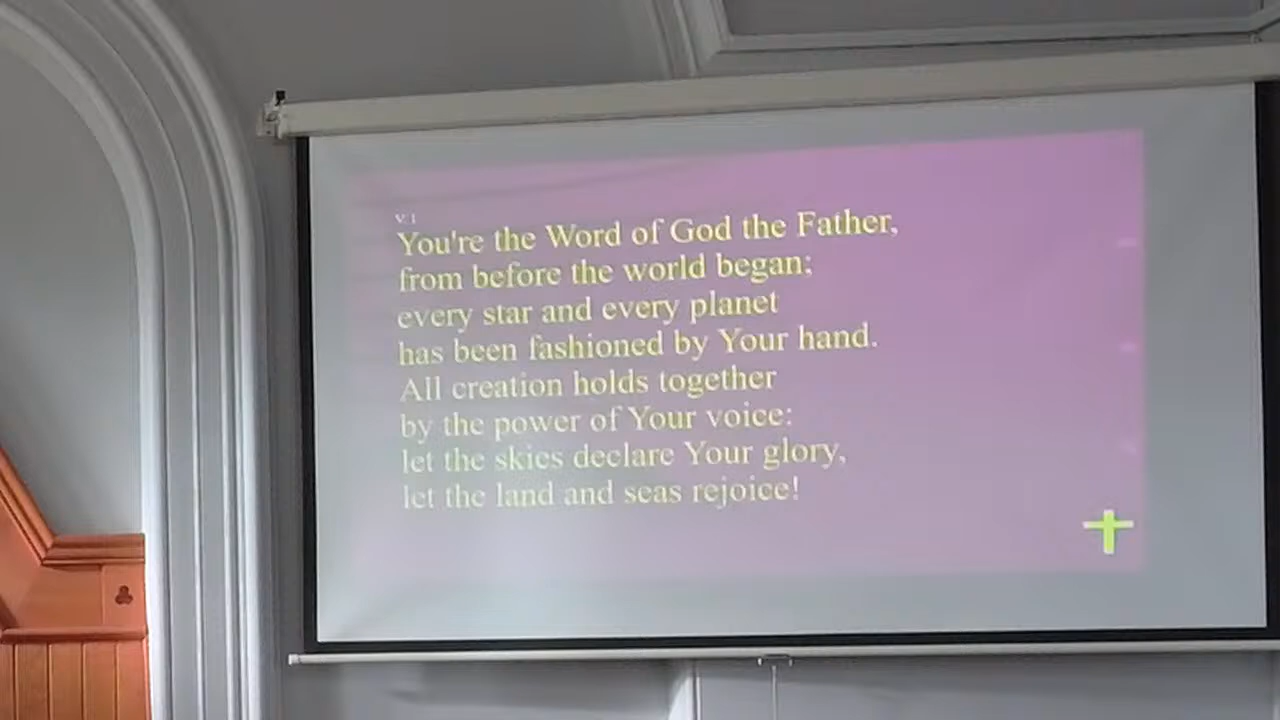 v.1
You're the Word of God the Father,
from before the world began;
every star and every planet
has been fashioned by Your hand.
All creation holds together
by the power of Your voice:
let the skies declare Your glory,
let the land and seas rejoice!